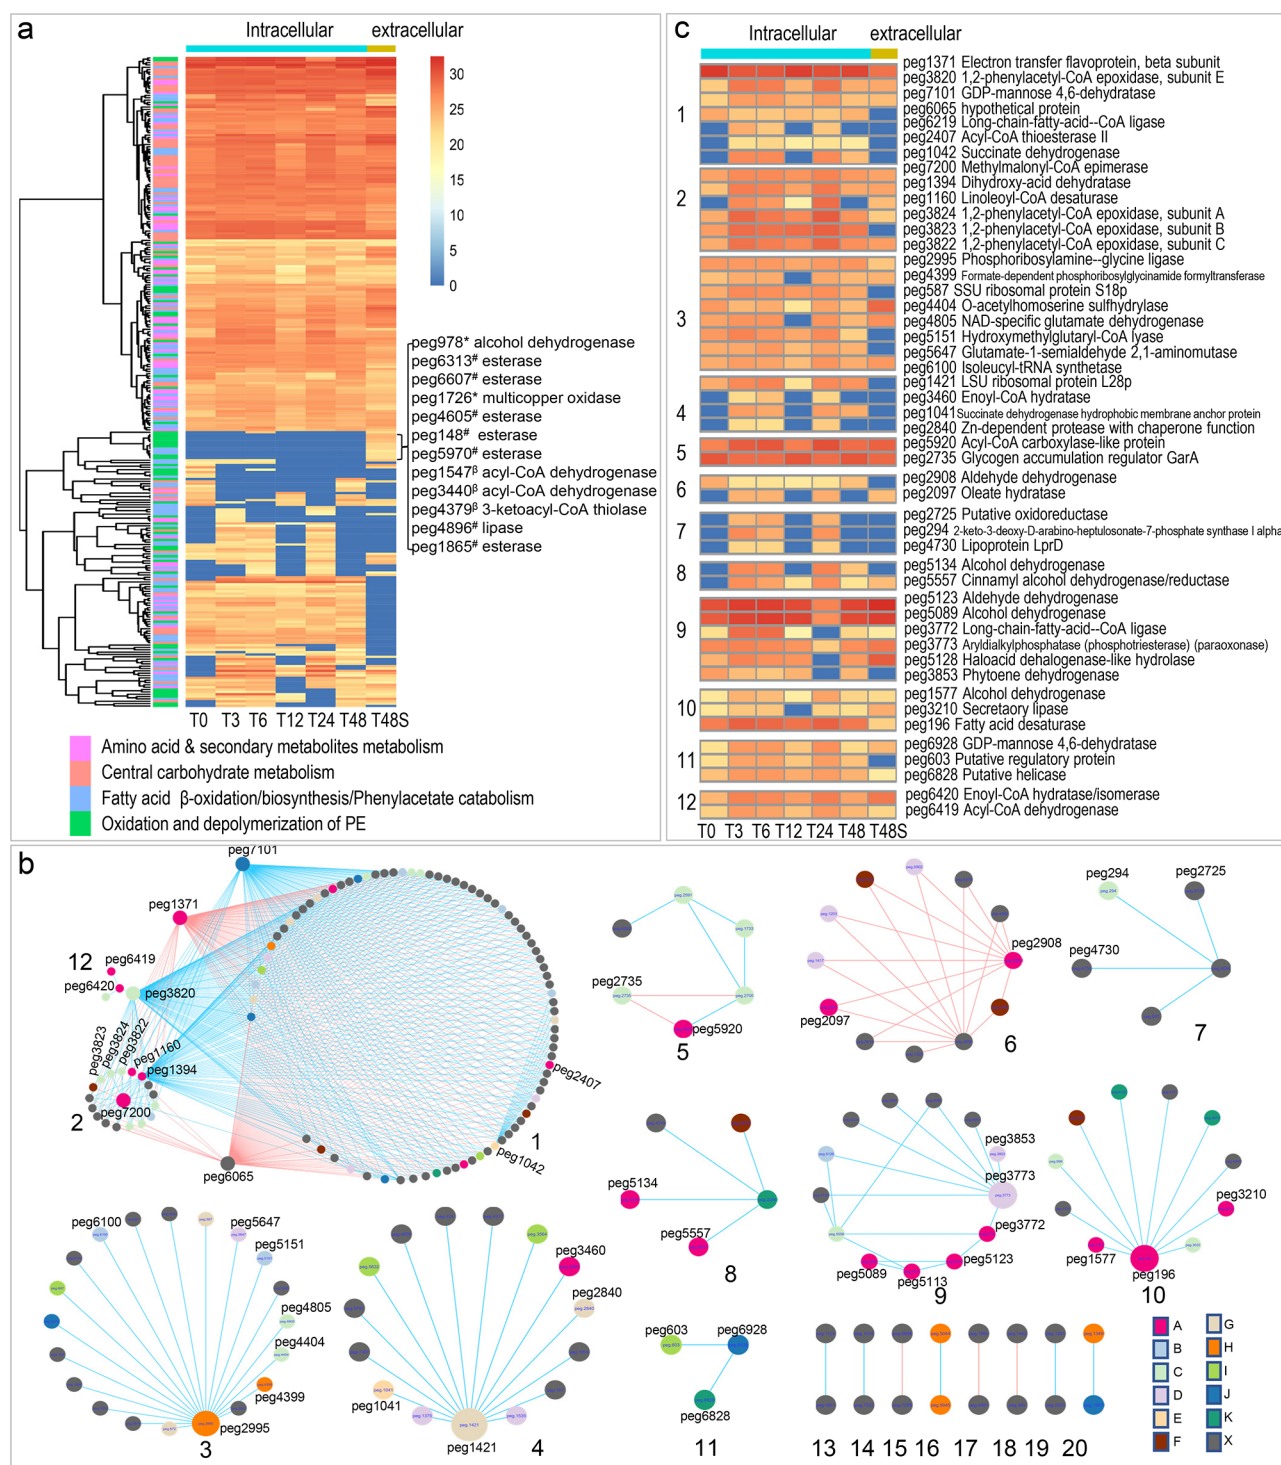 a
Intracellular
extracellular
30
25
20
15
10
5
0
peg978* alcohol dehydrogenase
peg6313# esterase
peg6607# esterase
peg1726* multicopper oxidase
peg4605# esterase
peg148# esterase
peg5970# esterase
peg1547β acyl-CoA dehydrogenase
peg3440β acyl-CoA dehydrogenase
peg4379β 3-ketoacyl-CoA thiolase
peg4896# lipase
peg1865# esterase
T0 T3 T6 T12 T24 T48 T48S
Amino acid & secondary metabolites metabolism
Central carbohydrate metabolism
Fatty acid β-oxidation/biosynthesis/Phenylacetate catabolism
Oxidation and depolymerization of PE
c
Intracellular
extracellular
1
peg1371 Electron transfer flavoprotein, beta subunit
peg3820 1,2-phenylacetyl-CoA epoxidase, subunit E
peg7101 GDP-mannose 4,6-dehydratase
peg6065 hypothetical protein
peg6219 Long-chain-fatty-acid--CoA ligase
peg2407 Acyl-CoA thioesterase II
peg1042 Succinate dehydrogenase
2
peg7200 Methylmalonyl-CoA epimerase
peg1394 Dihydroxy-acid dehydratase
peg1160 Linoleoyl-CoA desaturase
peg3824 1,2-phenylacetyl-CoA epoxidase, subunit A
peg3823 1,2-phenylacetyl-CoA epoxidase, subunit B
peg3822 1,2-phenylacetyl-CoA epoxidase, subunit C
3
peg2995 Phosphoribosylamine--glycine ligase
peg4399 Formate-dependent phosphoribosylglycinamide formyltransferase
peg587 SSU ribosomal protein S18p
peg4404 O-acetylhomoserine sulfhydrylase
peg4805 NAD-specific glutamate dehydrogenase
peg5151 Hydroxymethylglutaryl-CoA lyase
peg5647 Glutamate-1-semialdehyde 2,1-aminomutase
peg6100 Isoleucyl-tRNA synthetase
4
peg1421 LSU ribosomal protein L28p
peg3460 Enoyl-CoA hydratase
peg1041 Succinate dehydrogenase hydrophobic membrane anchor protein
peg2840 Zn-dependent protease with chaperone function
5
peg5920 Acyl-CoA carboxylase-like protein
peg2735 Glycogen accumulation regulator GarA
6
peg2908 Aldehyde dehydrogenase
peg2097 Oleate hydratase
7
peg2725 Putative oxidoreductase
peg294 2-keto-3-deoxy-D-arabino-heptulosonate-7-phosphate synthase I alpha
peg4730 Lipoprotein LprD
8
peg5134 Alcohol dehydrogenase
peg5557 Cinnamyl alcohol dehydrogenase/reductase
9
peg5123 Aldehyde dehydrogenase
peg5089 Alcohol dehydrogenase
peg3772 Long-chain-fatty-acid--CoA ligase
peg3773 Aryldialkylphosphatase (phosphotriesterase) (paraoxonase)
peg5128 Haloacid dehalogenase-like hydrolase
peg3853 Phytoene dehydrogenase
10
peg1577 Alcohol dehydrogenase
peg3210 Secretaory lipase
peg196 Fatty acid desaturase
11
peg6928 GDP-mannose 4,6-dehydratase
peg603 Putative regulatory protein
peg6828 Putative helicase
12
peg6420 Enoyl-CoA hydratase/isomerase
peg6419 Acyl-CoA dehydrogenase
T0 T3 T6 T12 T24 T48 T48S
b
peg7101
peg1371
12
peg6419
peg6420
peg3820
peg3823
peg3824
peg3822
peg1160
peg1394
2
peg7200
peg6065
peg2407
1
peg1042
peg2735
peg5920
5
peg2908
peg2097
6
peg294
peg2725
peg4730
7
peg5134
peg5557
8
peg3853
peg3773
peg3772
peg5123
peg5089
peg5113
9
peg3210
peg1577
peg196
10
peg6100
peg5647
peg5151
peg4805
peg4404
peg4399
peg2995
3
peg3460
peg2840
peg1041
peg1421
4
peg603
peg6928
peg6828
11
13 14 15 16 17 18 19 20
A
B
C
D
E
F
G
H
I
J
K
X